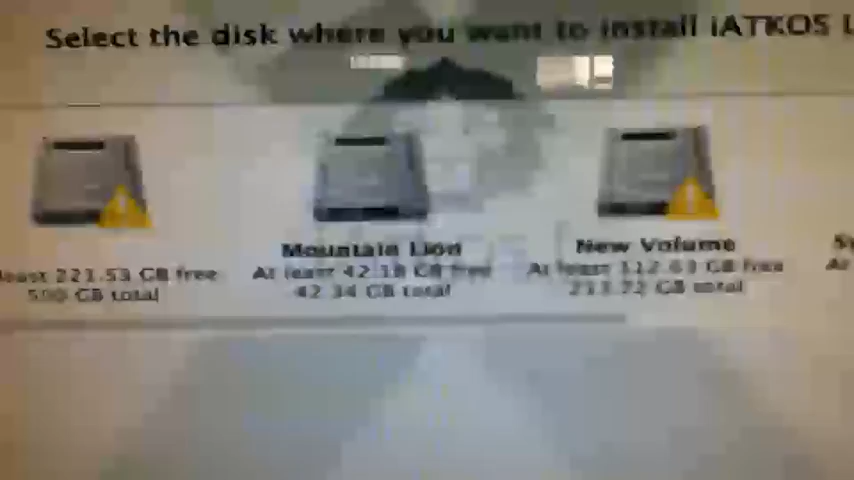 Select the disk where you want to install iATKOS L
least 221.53 GB free
500 GB total
Mountain Lion
At least 42.18 GB free
42.34 GB total
New Volume
At least 112.63 GB free
213.72 GB total
At